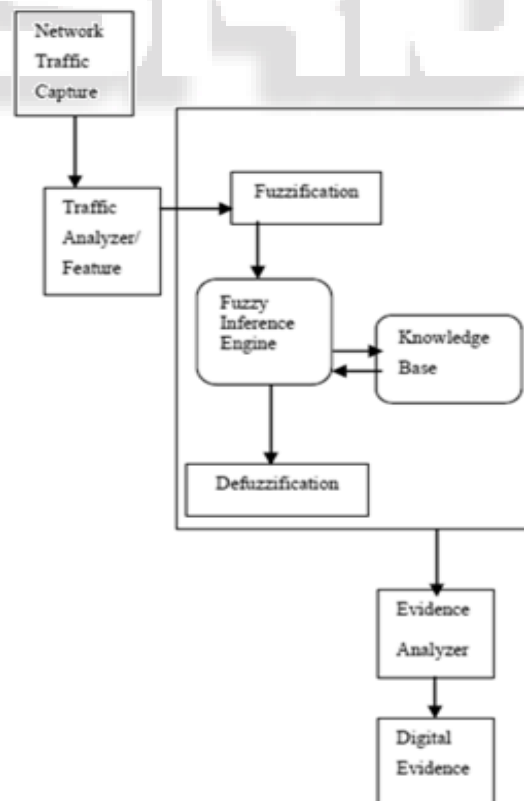 Network
Traffic
Capture
Traffic
Analyzer/
Feature
Fuzzification
Fuzzy
Inference
Engine
Knowledge
Base
Defuzzification
Evidence
Analyzer
Digital
Evidence